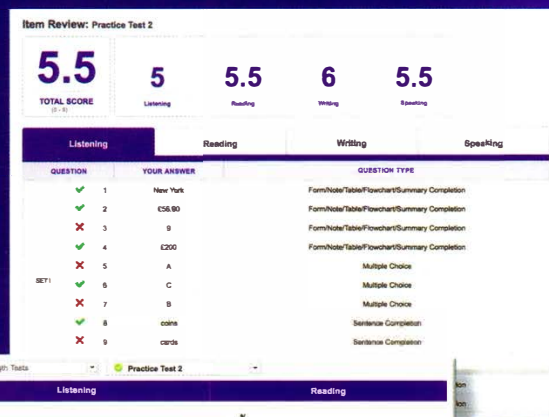 Item Review: Practice Test 2
5.5 5 5.5 6 5.5
TOTAL SCORE Listening Reading Writing Speaking
(0 - 9)
Listening Reading Writing Speaking
QUESTION YOUR ANSWER QUESTION TYPE
1 New York Form/Note/Table/Flowchart/Summary Completion
2 £56.90 Form/Note/Table/Flowchart/Summary Completion
3 9 Form/Note/Table/Flowchart/Summary Completion
4 £200 Form/Note/Table/Flowchart/Summary Completion
5 A Multiple Choice
SET I 6 C Multiple Choice
7 B Multiple Choice
8 coins Sentence Completion
9 cards Sentence Completion
Tests Practice Test 2
Listening Reading